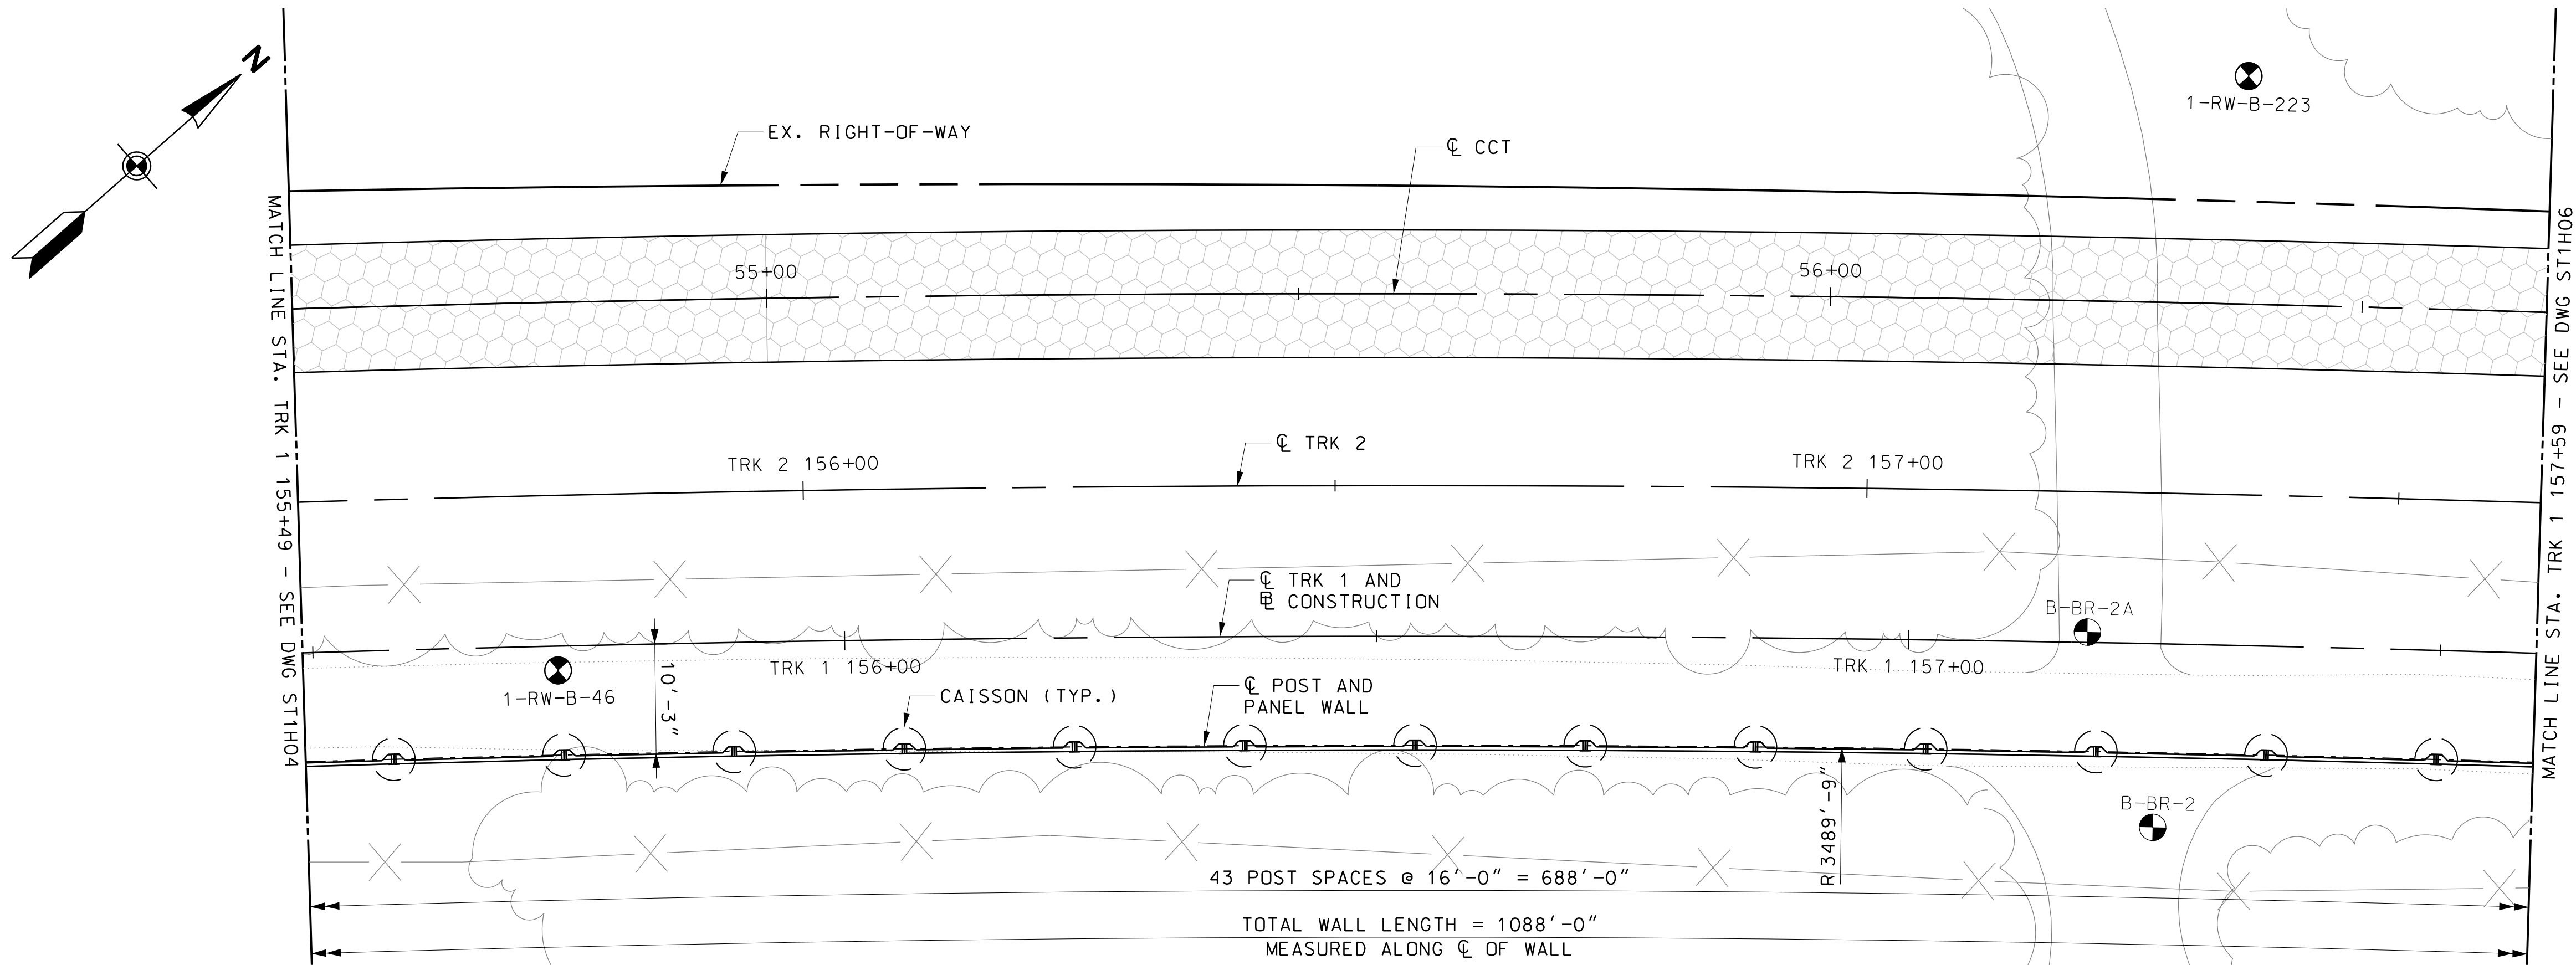 N
1-RW-B-223
EX. RIGHT-OF-WAY
℄ CCT
MATCH LINE STA. TRK 1 155+49 - SEE DWG ST1H04
MATCH LINE STA. TRK 1 157+59 - SEE DWG ST1H06
55+00
56+00
℄ TRK 2
TRK 2 156+00
TRK 2 157+00
℄ TRK 1 AND
BL CONSTRUCTION
B-BR-2A
TRK 1 156+00
TRK 1 157+00
10'-3"
1-RW-B-46
CAISSON (TYP.)
℄ POST AND
PANEL WALL
R 3489'-9"
B-BR-2
43 POST SPACES @ 16'-0" = 688'-0"
TOTAL WALL LENGTH = 1088'-0"
MEASURED ALONG ℄ OF WALL